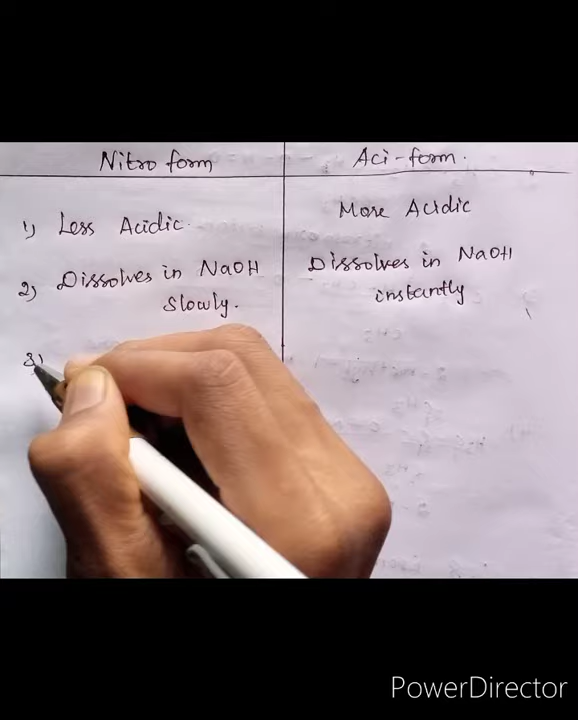 Nitro form
Aci-form.
1) Less Acidic.
More Acidic
2) Dissolves in NaOH
slowly.
Dissolves in NaOH
instantly
3)
PowerDirector